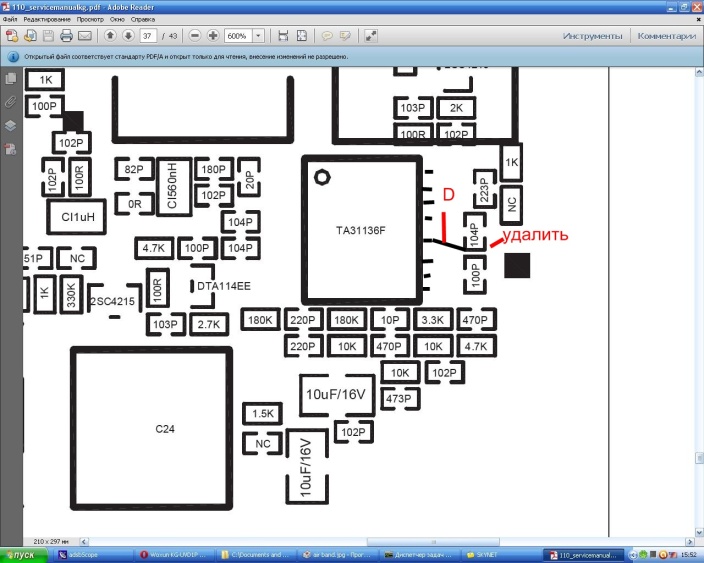 110_servicemanualkg.pdf - Adobe Reader
Файл Редактирование Просмотр Окно Справка
37 / 43 600% Инструменты Комментарии
Открытый файл соответствует стандарту PDF/A и открыт только для чтения, внесение изменений не разрешено.
1K
100P
102P
102P
100R
CI1uH
51P
NC
1K
330K
2SC4215
82P
0R
CI560nH
180P
102P
20P
104P
4.7K
100P
104P
100R
DTA114EE
103P
2.7K
103P
2K
100R
102P
TA31136F
1K
223P
NC
D
104P
удалить
100P
180K
220P
180K
10P
3.3K
470P
220P
10K
470P
10K
4.7K
10K
102P
473P
10uF/16V
C24
1.5K
NC
102P
10uF/16V
210 x 297 мм
пуск
adsbScope
C:\Documents and ...
air band.jpg - Прог...
Диспетчер задач ...
SKYNET
110_servicemanual...
15:52